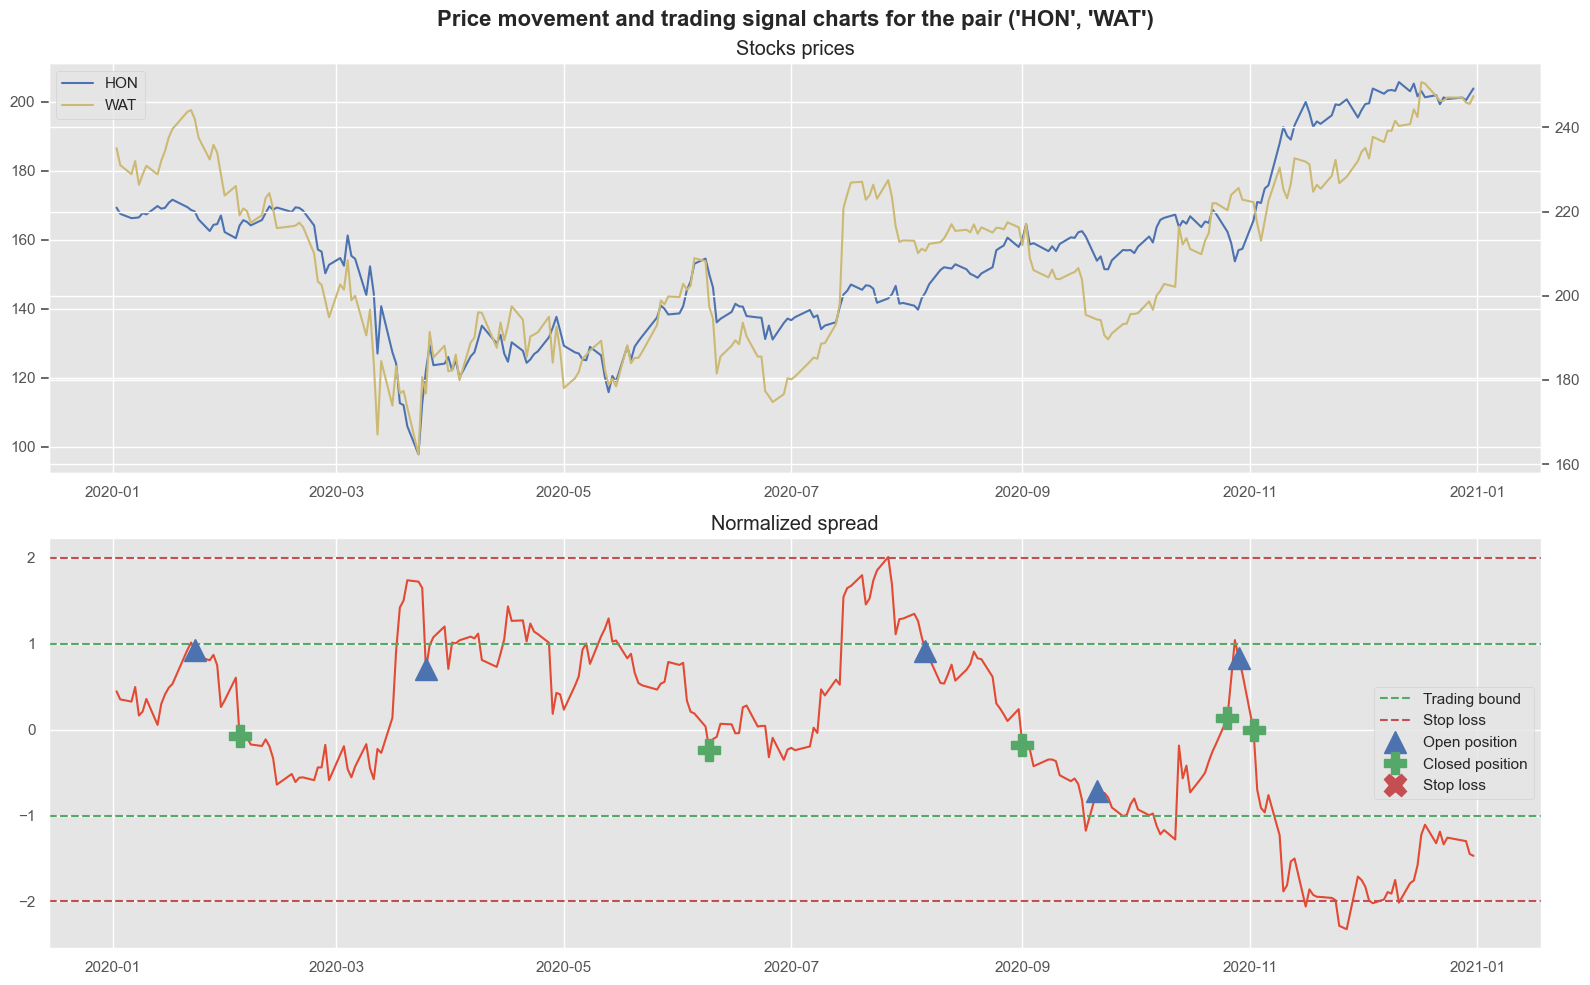 Price movement and trading signal charts for the pair ('HON', 'WAT')
Stocks prices
HON
WAT
200
180
160
140
120
100
240
220
200
180
160
2020-01 2020-03 2020-05 2020-07 2020-09 2020-11 2021-01
Normalized spread
2
1
0
−1
−2
Trading bound
Stop loss
Open position
Closed position
Stop loss
2020-01 2020-03 2020-05 2020-07 2020-09 2020-11 2021-01